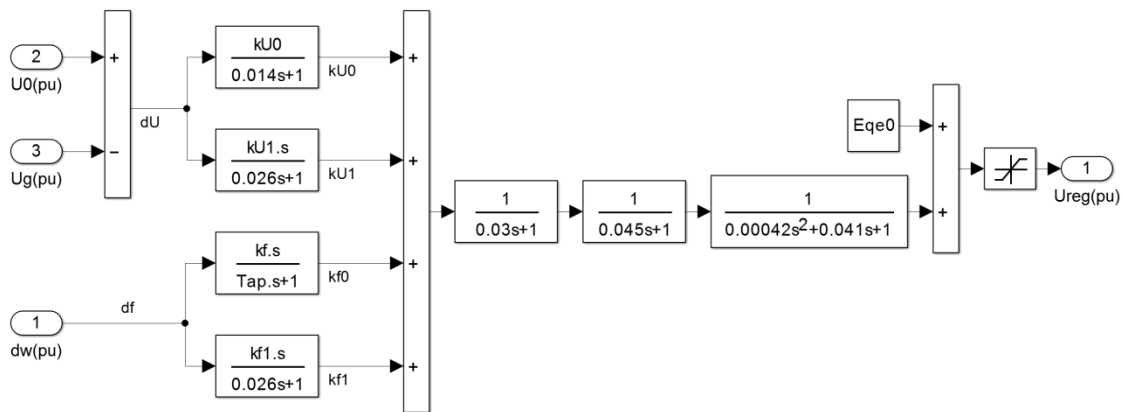 2
U0(pu)
+
3
Ug(pu)
−
dU
kU0
0.014s+1
kU0
kU1.s
0.026s+1
kU1
1
dw(pu)
df
kf.s
Tap.s+1
kf0
kf1.s
0.026s+1
kf1
+
+
+
+
1
0.03s+1
1
0.045s+1
1
0.00042s²+0.041s+1
Eqe0
+
+
1
Ureg(pu)